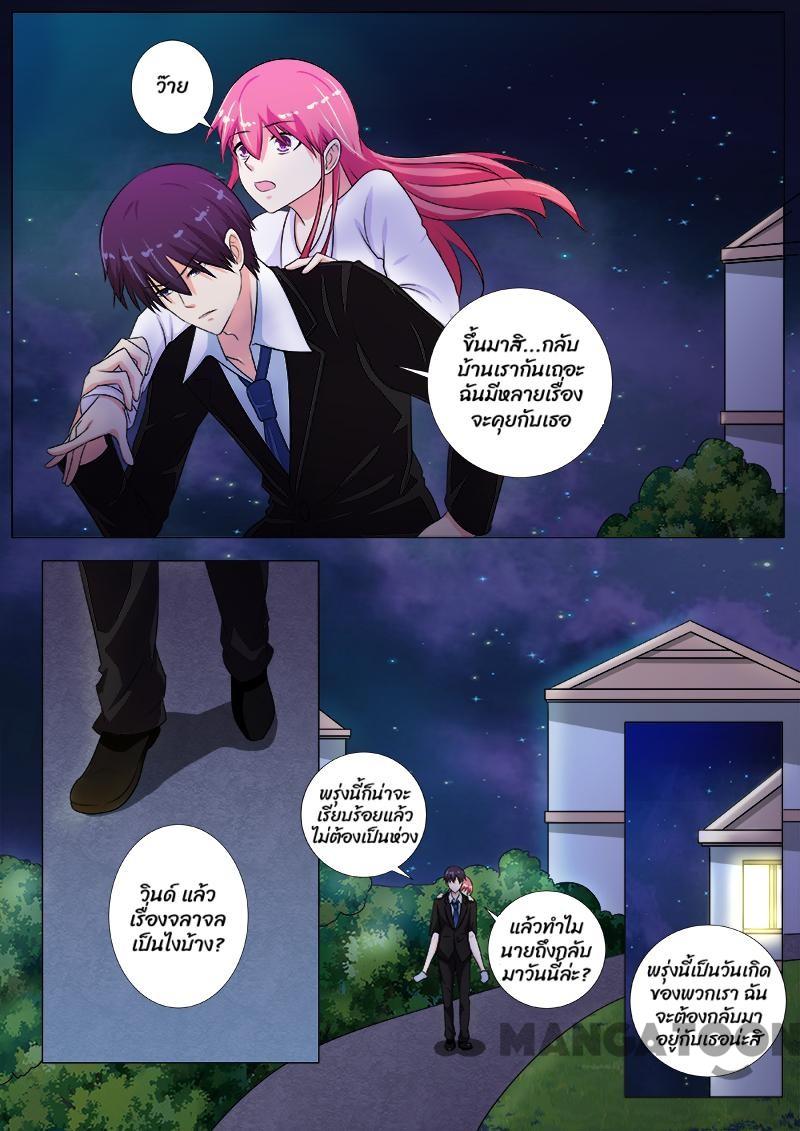 ว๊าย
ขึ้นมาสิ...กลับ
บ้านเรากันเถอะ
ฉันมีหลายเรื่อง
จะคุยกับเธอ
วินด์ แล้ว
เรื่องจลาจล
เป็นไงบ้าง?
พรุ่งนี้ก็น่าจะ
เรียบร้อยแล้ว
ไม่ต้องเป็นห่วง
แล้วทำไม
นายถึงกลับ
มาวันนี้ล่ะ?
พรุ่งนี้เป็นวันเกิด
ของพวกเรา ฉัน
จะต้องกลับมา
อยู่กับเธอน่ะสิ
MANGATOON